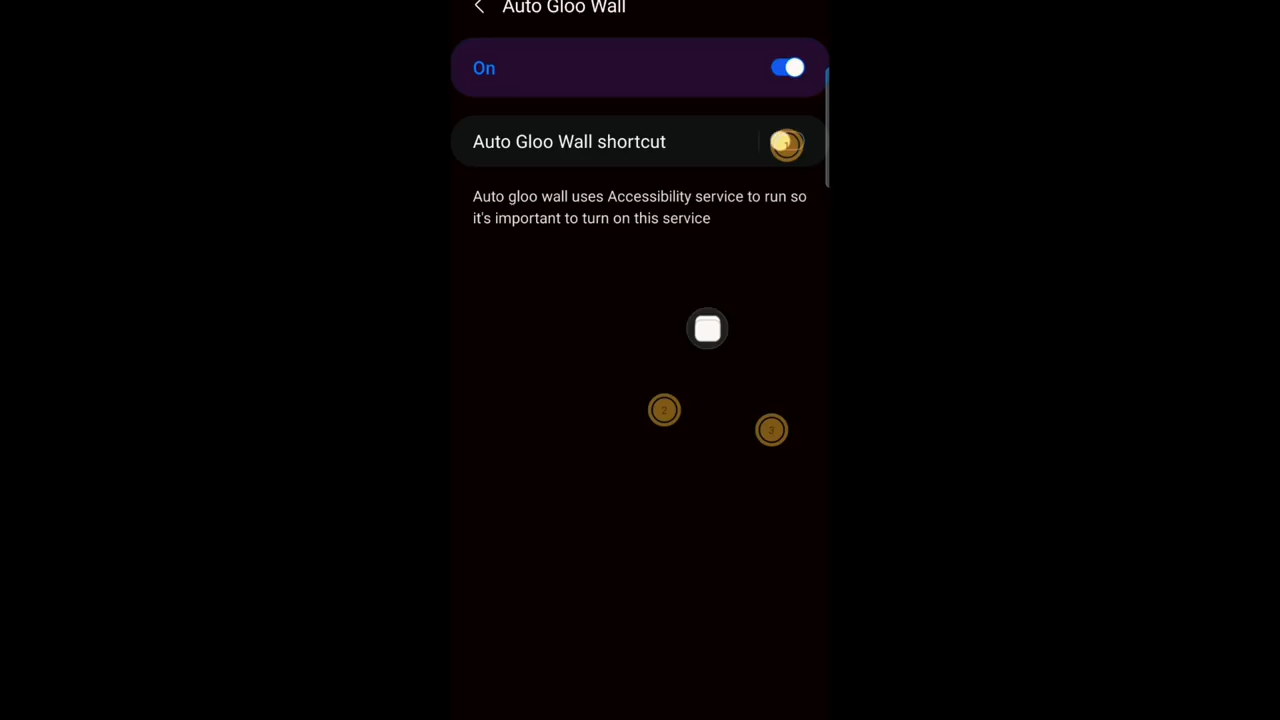 Auto Gloo Wall
On
Auto Gloo Wall shortcut
Auto gloo wall uses Accessibility service to run so
it's important to turn on this service
2